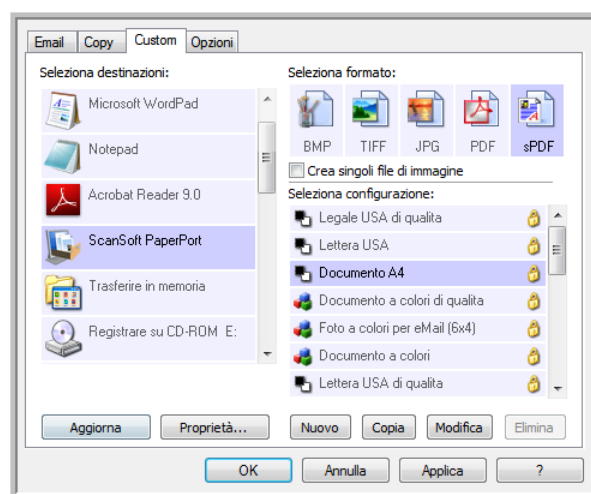 Email Copy Custom Opzioni
Seleziona destinazioni:
Microsoft WordPad
Notepad
Acrobat Reader 9.0
ScanSoft PaperPort
Trasferire in memoria
Registrare su CD-ROM E:
Aggiorna Proprietà...
Seleziona formato:
BMP TIFF JPG PDF sPDF
Crea singoli file di immagine
Seleziona configurazione:
Legale USA di qualita
Lettera USA
Documento A4
Documento a colori di qualita
Foto a colori per eMail (6x4)
Documento a colori
Lettera USA di qualita
Nuovo Copia Modifica Elimina
OK Annulla Applica ?